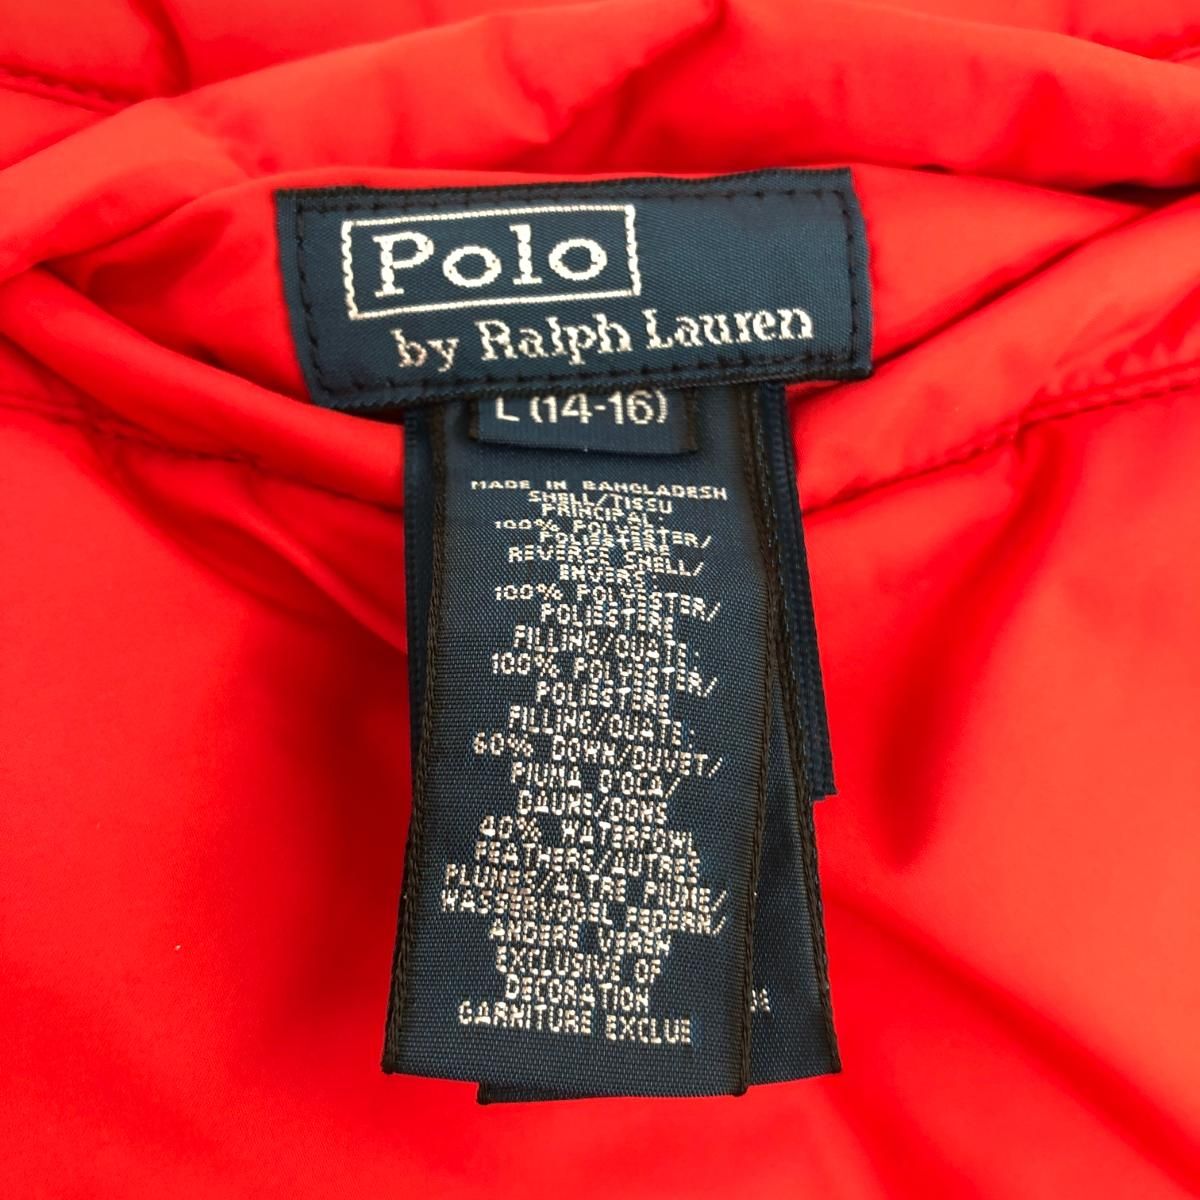 Polo
by Ralph Lauren
L (14-16)
MADE IN BANGLADESH
SHELL/TISSU
PRINCIPAL:
100% POLYESTER/
POLIESTERE
REVERSE SHELL/
ENVERS
100% POLYESTER/
POLIESTERE
FILLING/OUATE:
100% POLYESTER/
POLIESTERE
FILLING/OUATE:
60% DOWN/DUVET/
PIUMA D'OCA/
DAUNE/DONS
40% WATERFOWL
FEATHERS/AUTRES
PLUMES/ALTRE PIUME/
WASSERVOGEL FEDERN/
ANDERE VEREN
EXCLUSIVE OF
DECORATION
GARNITURE EXCLUE